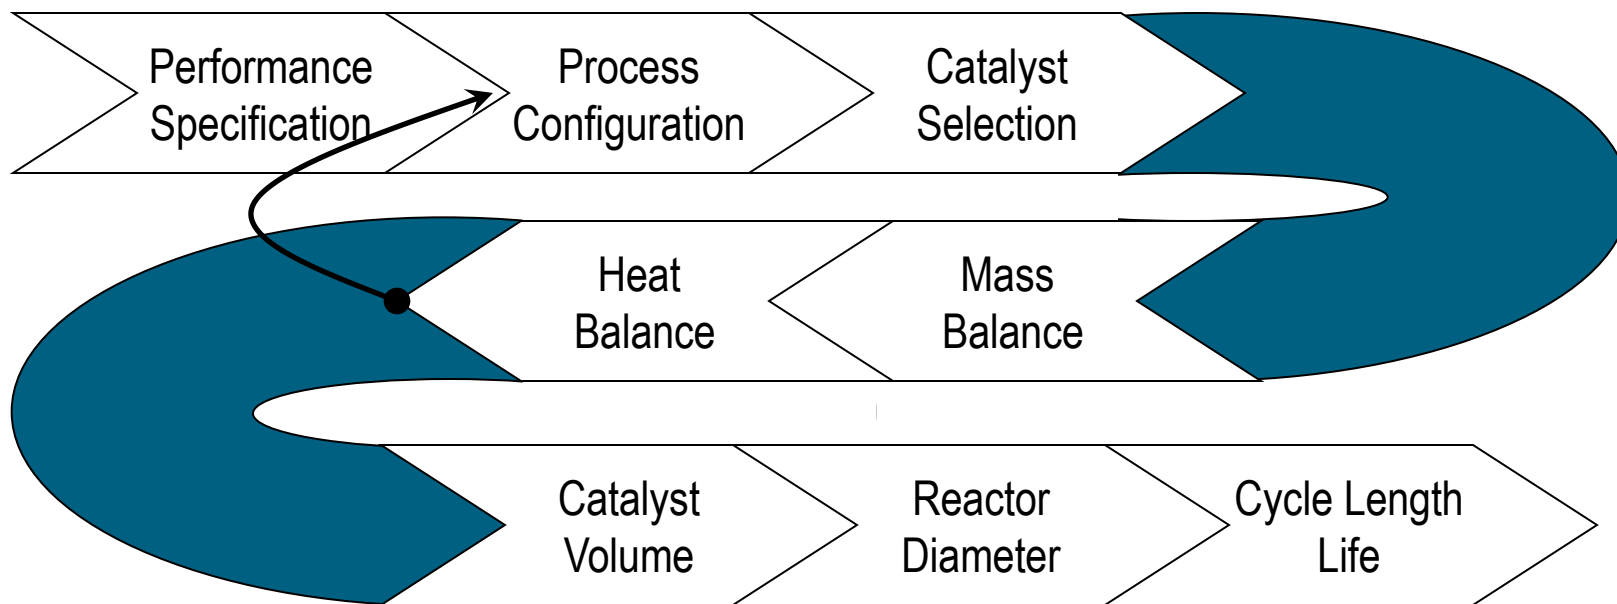 Performance
Specification
Process
Configuration
Catalyst
Selection
Mass
Balance
Heat
Balance
Catalyst
Volume
Reactor
Diameter
Cycle Length
Life